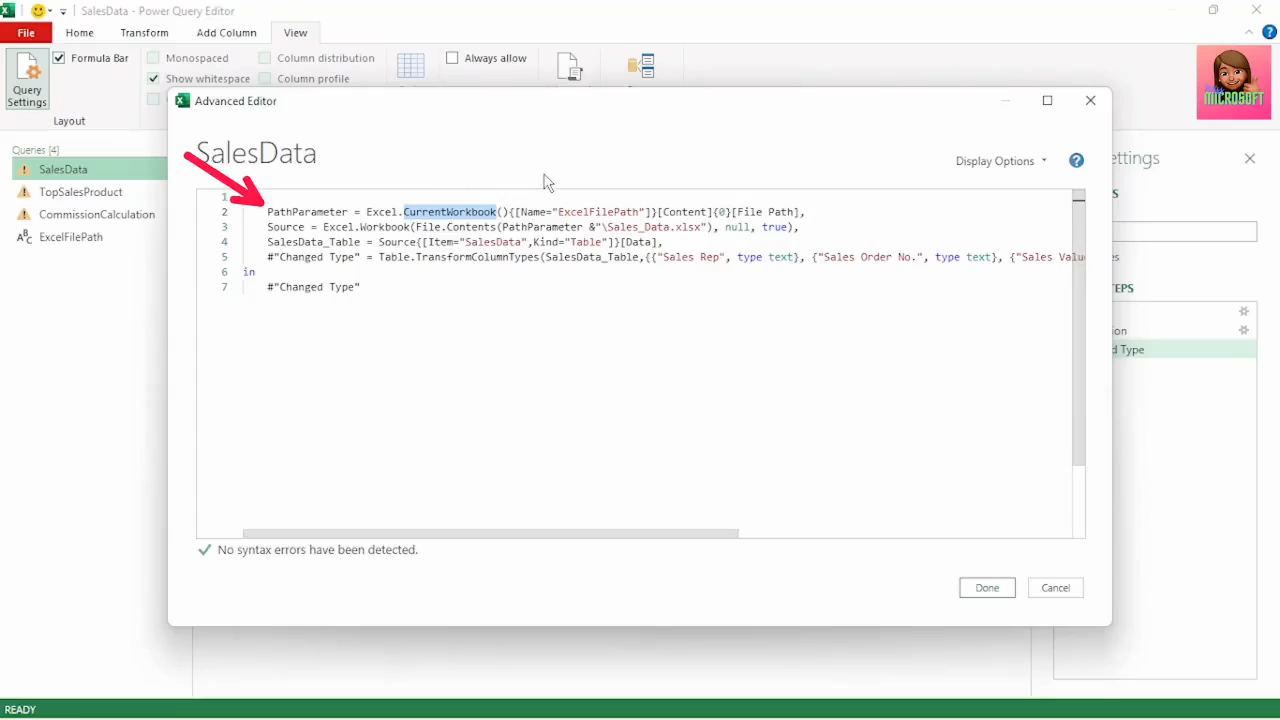 SalesData - Power Query Editor
File Home Transform Add Column View
Query Settings
Formula Bar
Monospaced
Column distribution
Always allow
Show whitespace
Column profile
Layout
MICROSOFT
Queries [4]
SalesData
TopSalesProduct
CommissionCalculation
ExcelFilePath
Advanced Editor
SalesData
Display Options
1
2 PathParameter = Excel.CurrentWorkbook(){[Name="ExcelFilePath"]}[Content]{0}[File Path],
3 Source = Excel.Workbook(File.Contents(PathParameter &"\Sales_Data.xlsx"), null, true),
4 SalesData_Table = Source{[Item="SalesData",Kind="Table"]}[Data],
5 #"Changed Type" = Table.TransformColumnTypes(SalesData_Table,{{"Sales Rep", type text}, {"Sales Order No.", type text}, {"Sales Valu
6 in
7 #"Changed Type"
No syntax errors have been detected.
Done
Cancel
ettings
S
es
TEPS
ion
d Type
READY